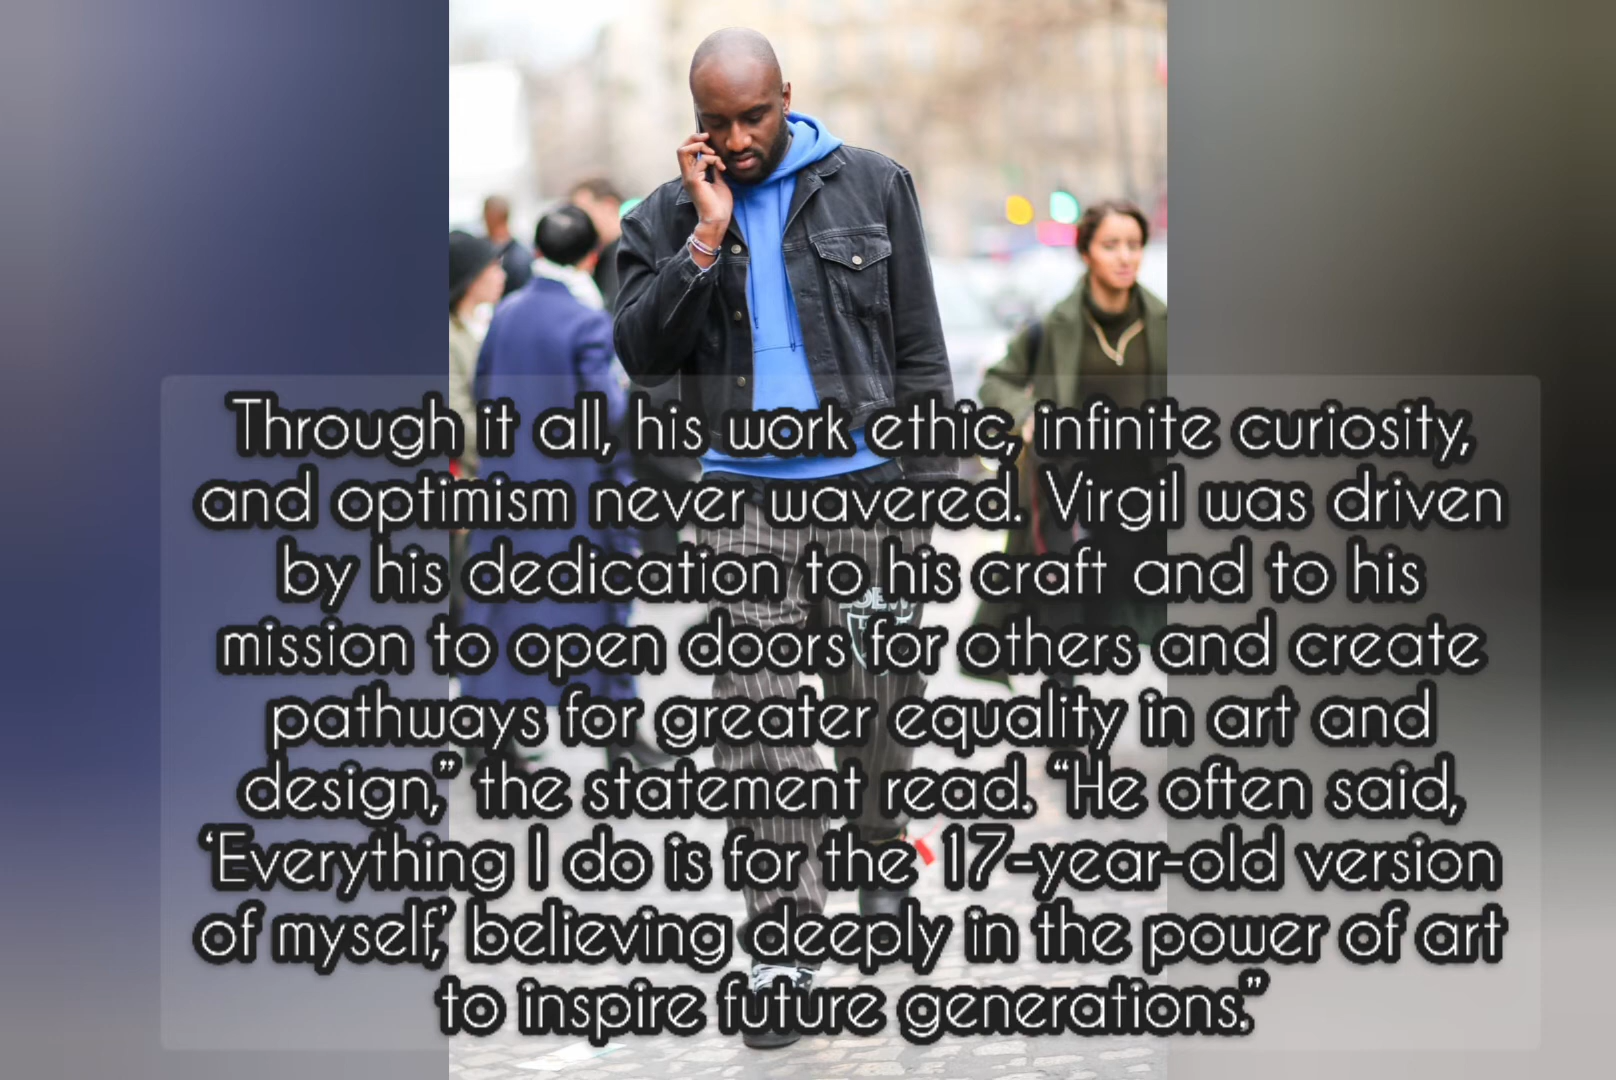 Through it all, his work ethic, infinite curiosity,
and optimism never wavered. Virgil was driven
by his dedication to his craft and to his
mission to open doors for others and create
pathways for greater equality in art and
design,” the statement read. “He often said,
‘Everything I do is for the 17-year-old version
of myself,’ believing deeply in the power of art
to inspire future generations.”